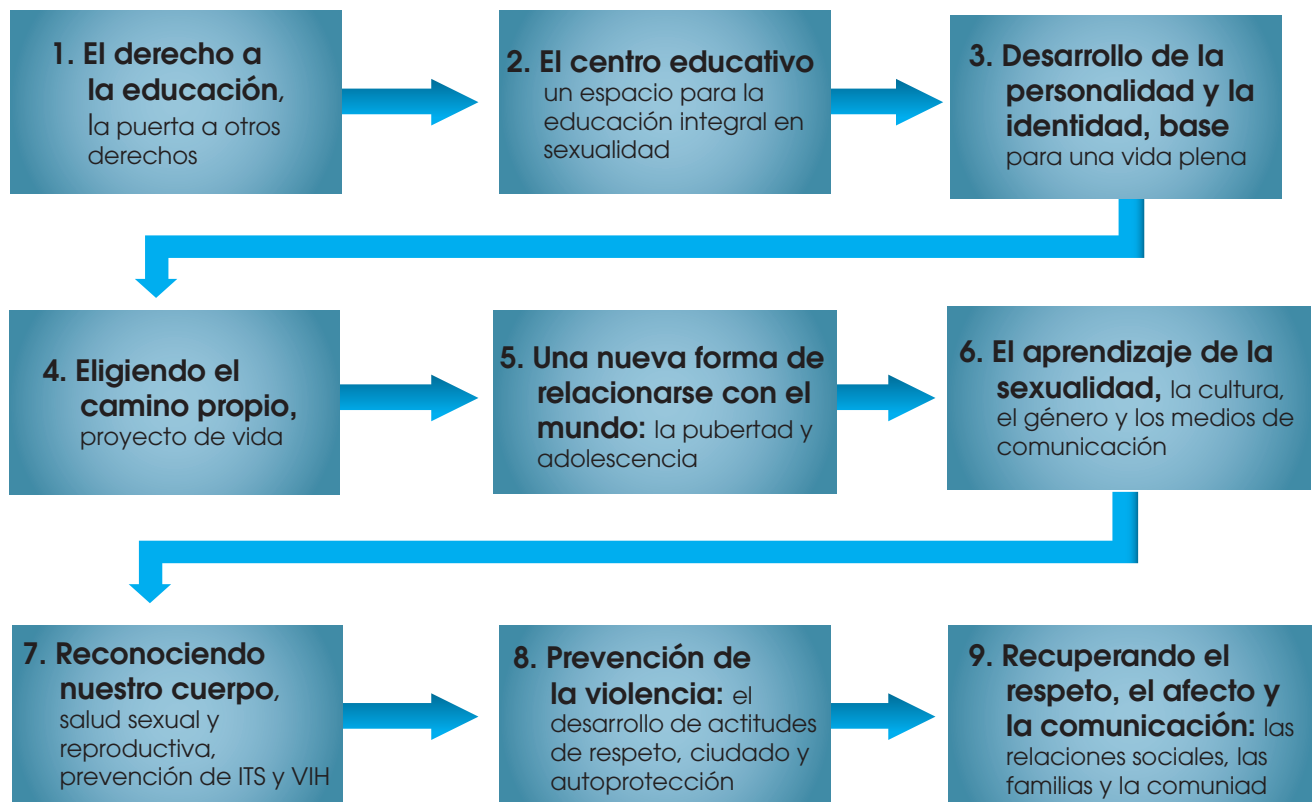 1. El derecho a
la educación,
la puerta a otros
derechos
2. El centro educativo
un espacio para la
educación integral en
sexualidad
3. Desarrollo de la
personalidad y la
identidad, base
para una vida plena
4. Eligiendo el
camino propio,
proyecto de vida
5. Una nueva forma de
relacionarse con el
mundo: la pubertad y
adolescencia
6. El aprendizaje de la
sexualidad, la cultura,
el género y los medios de
comunicación
7. Reconociendo
nuestro cuerpo,
salud sexual y
reproductiva,
prevención de ITS y VIH
8. Prevención de
la violencia: el
desarrollo de actitudes
de respeto, ciudado y
autoprotección
9. Recuperando el
respeto, el afecto y
la comunicación: las
relaciones sociales, las
familias y la comuniad